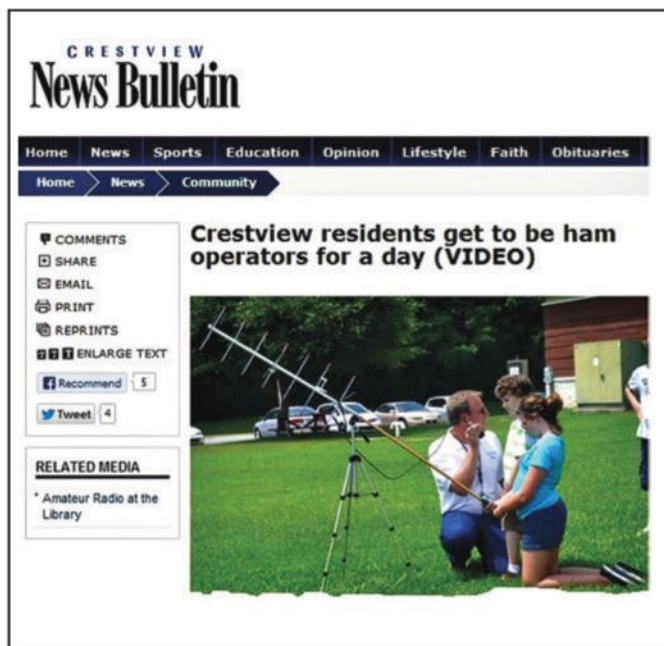 CRESTVIEW
News Bulletin
Home News Sports Education Opinion Lifestyle Faith Obituaries
Home News Community
COMMENTS
SHARE
EMAIL
PRINT
REPRINTS
T T T ENLARGE TEXT
Recommend 5
Tweet 4
RELATED MEDIA
* Amateur Radio at the
Library
Crestview residents get to be ham
operators for a day (VIDEO)